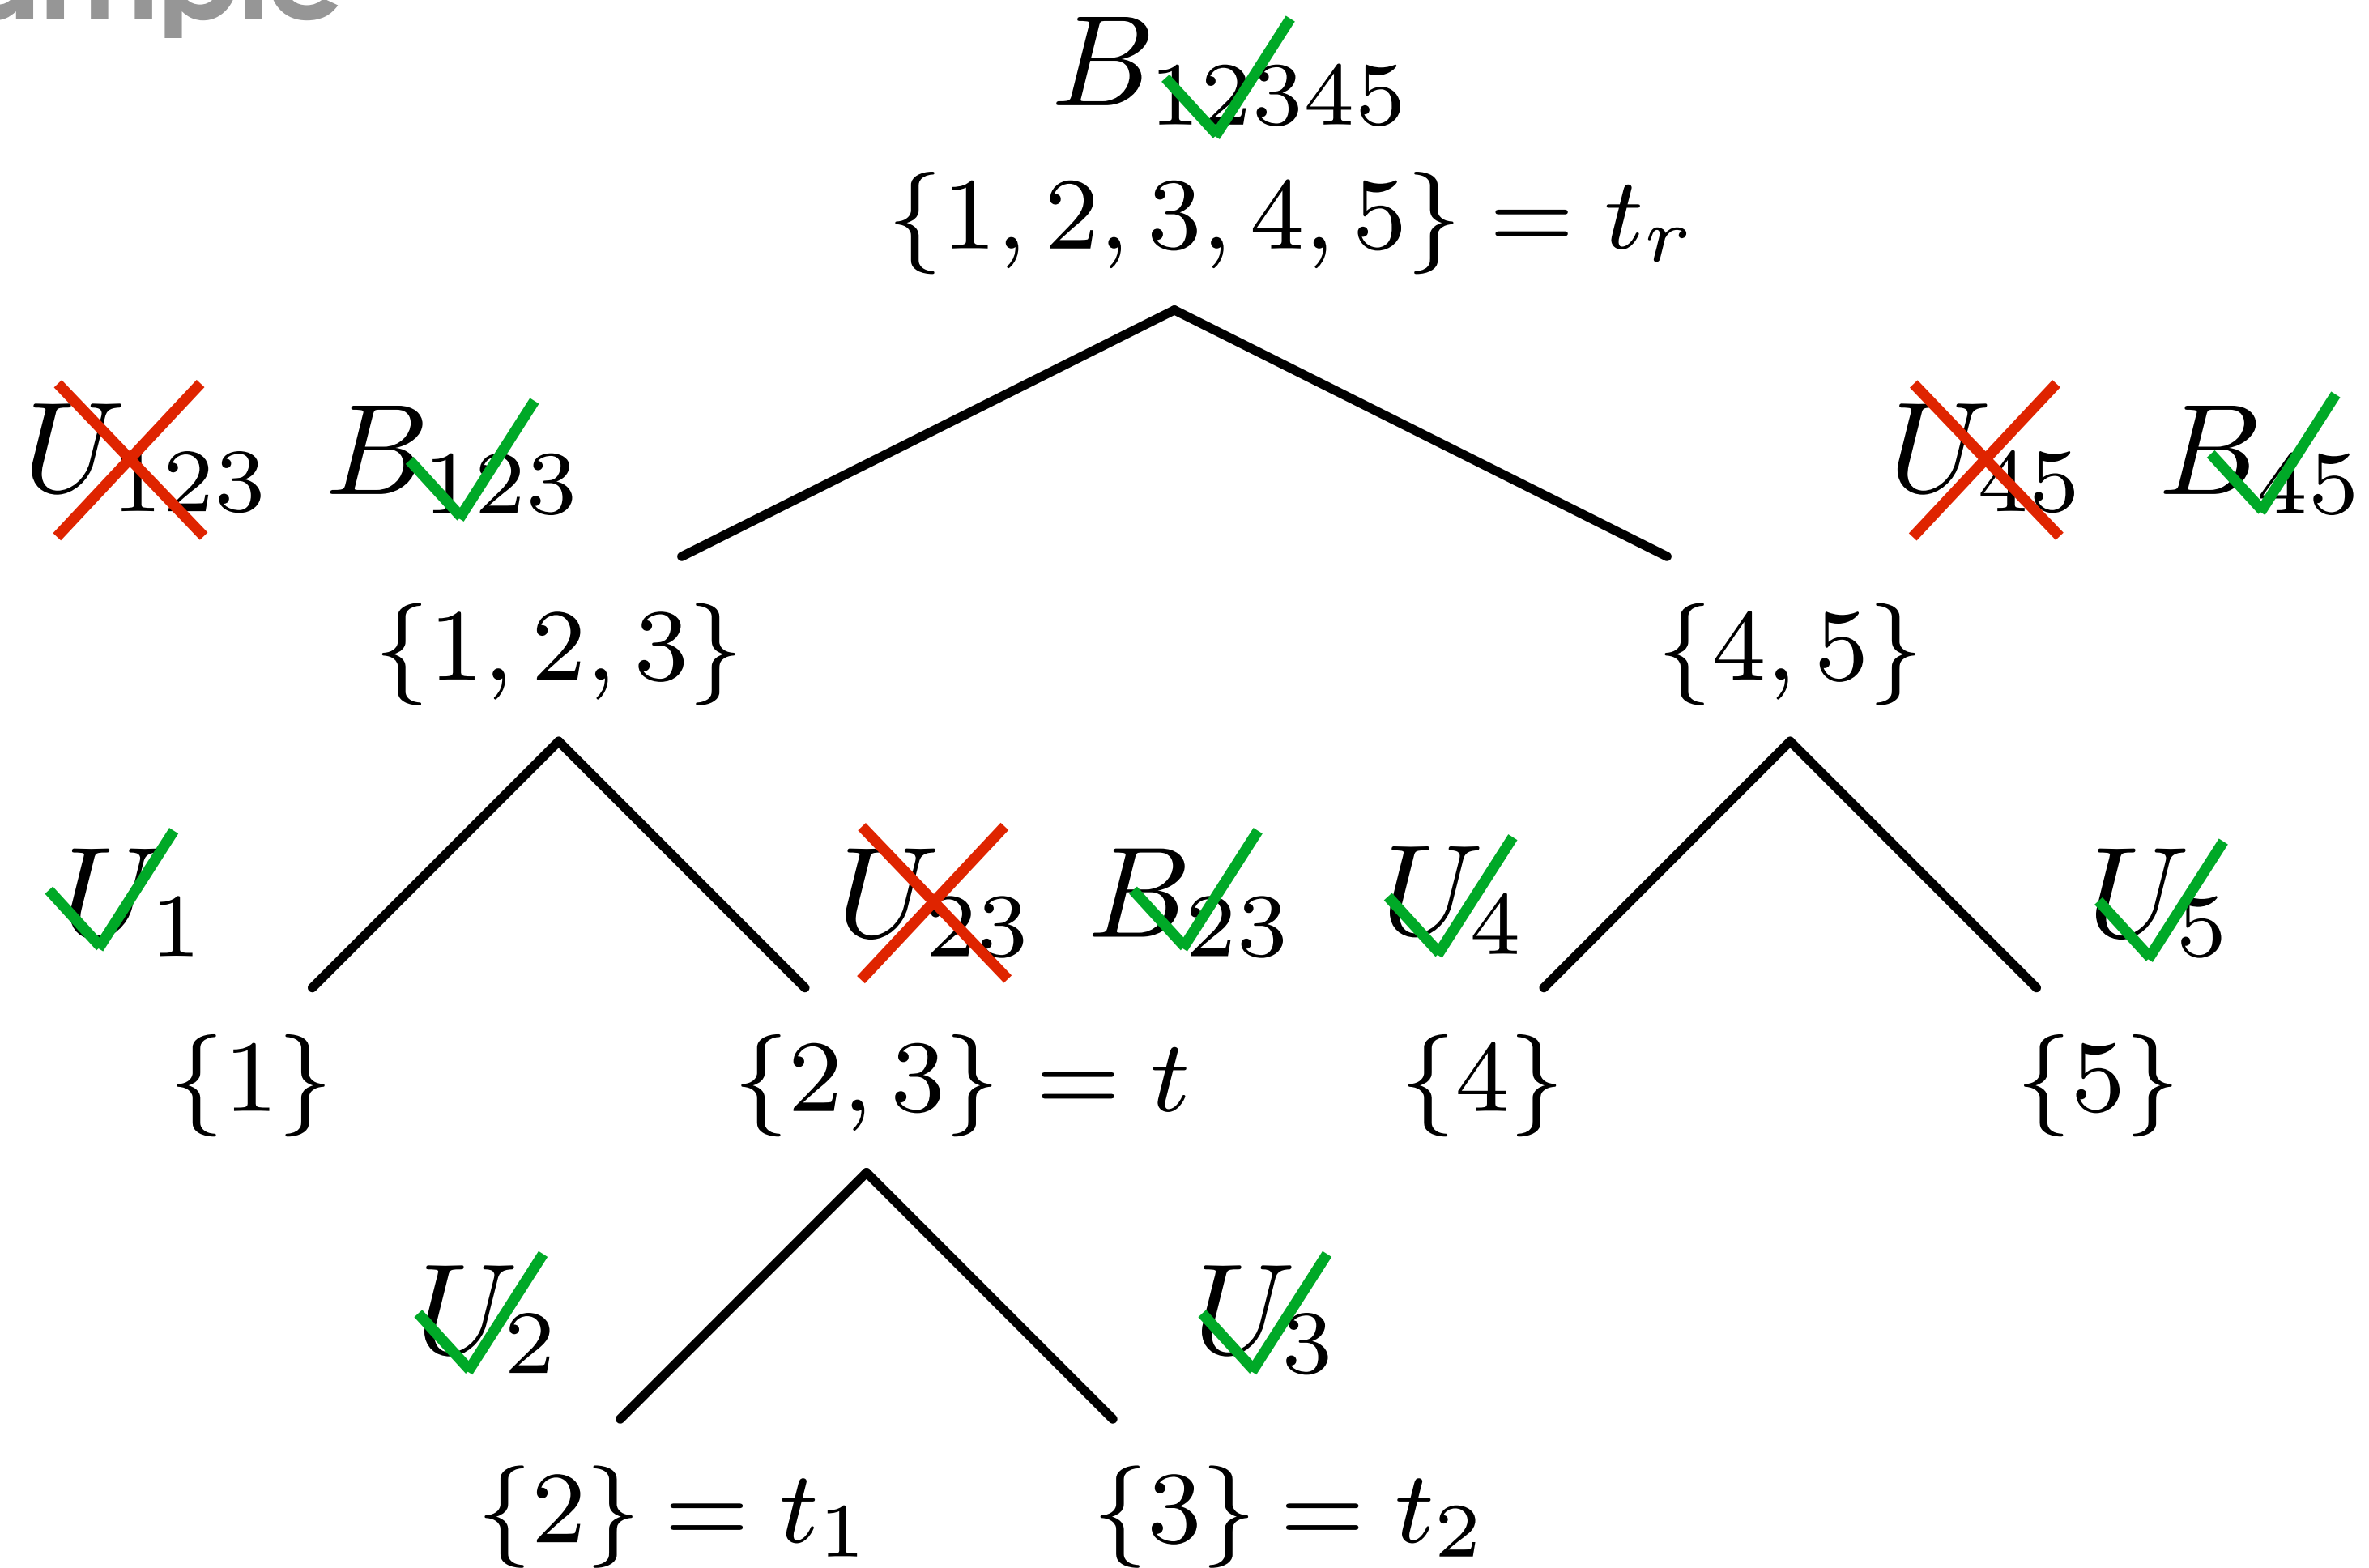 B₁₂₃₄₅
{1, 2, 3, 4, 5} = tᵣ
U₁₂₃ B₁₂₃ U₄₅ B₄₅
{1, 2, 3} {4, 5}
U₁ U₂₃ B₂₃ U₄ U₅
{1} {2, 3} = t {4} {5}
U₂ U₃
{2} = t₁ {3} = t₂